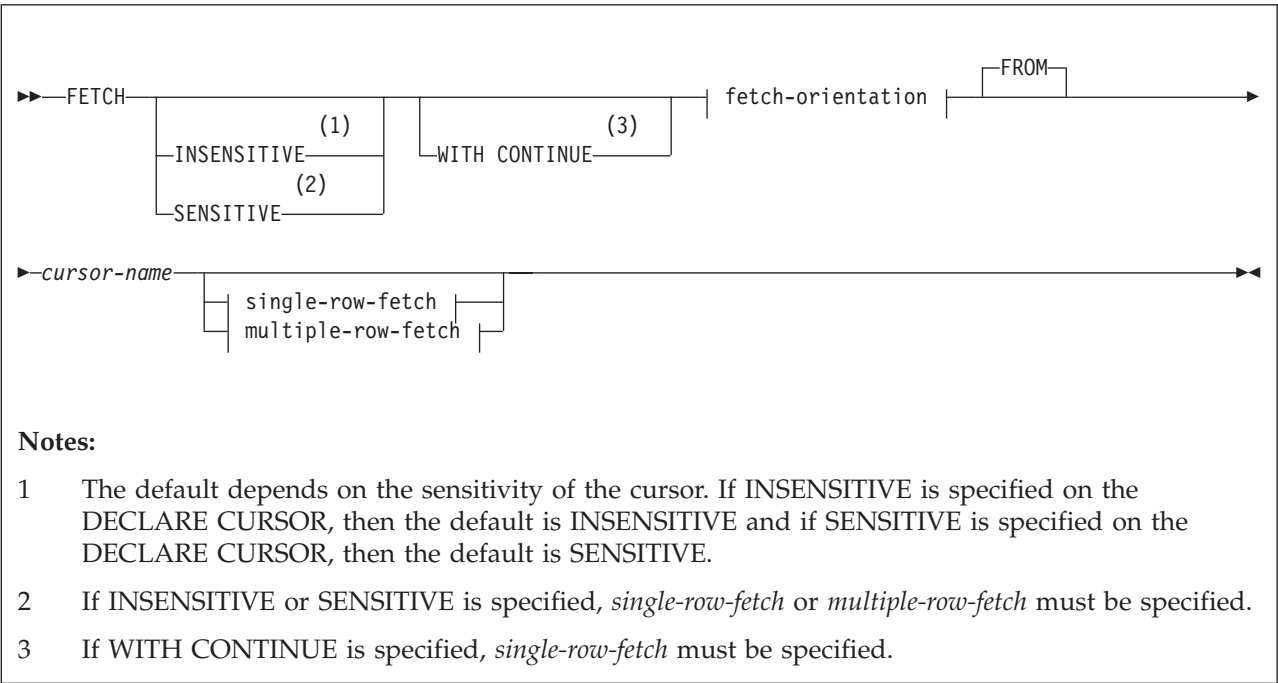 FROM
FETCH fetch-orientation
(1) (3)
INSENSITIVE WITH CONTINUE
(2)
SENSITIVE
cursor-name
single-row-fetch
multiple-row-fetch
Notes:
1 The default depends on the sensitivity of the cursor. If INSENSITIVE is specified on the
DECLARE CURSOR, then the default is INSENSITIVE and if SENSITIVE is specified on the
DECLARE CURSOR, then the default is SENSITIVE.
2 If INSENSITIVE or SENSITIVE is specified, single-row-fetch or multiple-row-fetch must be specified.
3 If WITH CONTINUE is specified, single-row-fetch must be specified.